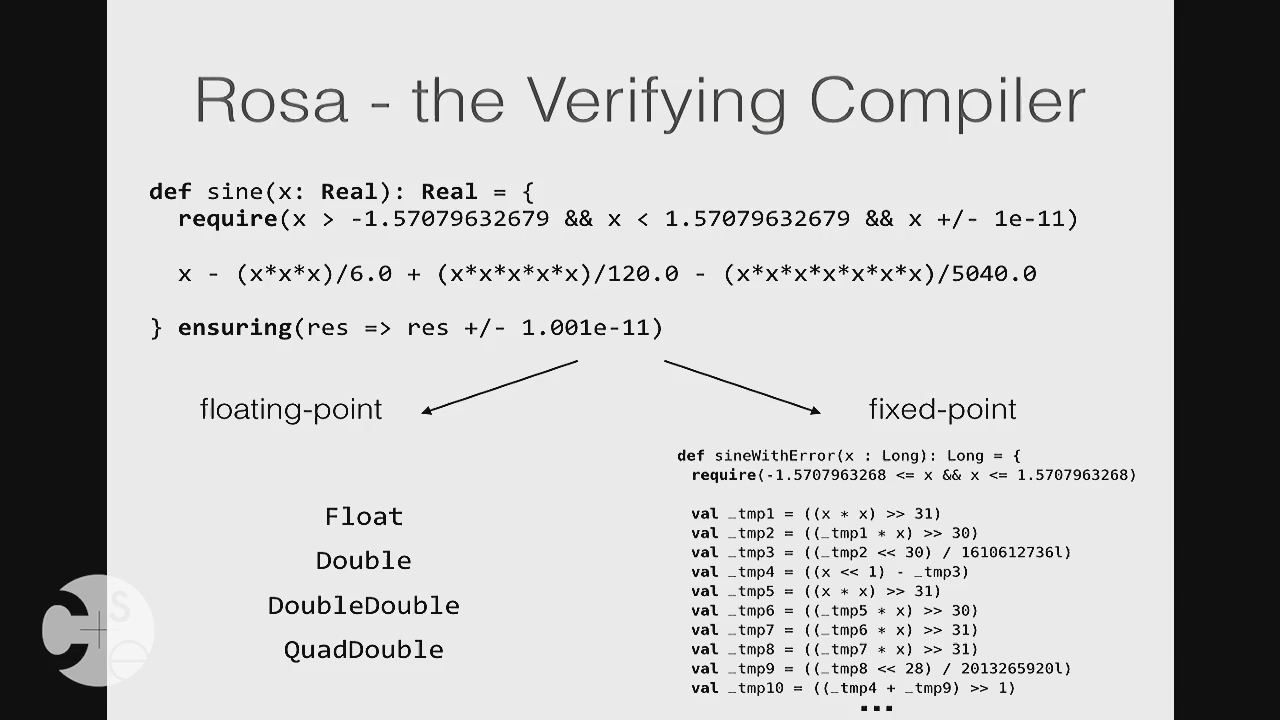 Rosa - the Verifying Compiler
def sine(x: Real): Real = {
require(x > -1.57079632679 && x < 1.57079632679 && x +/- 1e-11)
x - (x*x*x)/6.0 + (x*x*x*x*x)/120.0 - (x*x*x*x*x*x*x)/5040.0
} ensuring(res => res +/- 1.001e-11)
floating-point
Float
Double
DoubleDouble
QuadDouble
fixed-point
def sineWithError(x : Long): Long = {
require(-1.5707963268 <= x && x <= 1.5707963268)
val _tmp1 = ((x * x) >> 31)
val _tmp2 = ((_tmp1 * x) >> 30)
val _tmp3 = ((_tmp2 << 30) / 1610612736l)
val _tmp4 = ((x << 1) - _tmp3)
val _tmp5 = ((x * x) >> 31)
val _tmp6 = ((_tmp5 * x) >> 30)
val _tmp7 = ((_tmp6 * x) >> 31)
val _tmp8 = ((_tmp7 * x) >> 31)
val _tmp9 = ((_tmp8 << 28) / 2013265920l)
val _tmp10 = ((_tmp4 + _tmp9) >> 1)
...
C+se